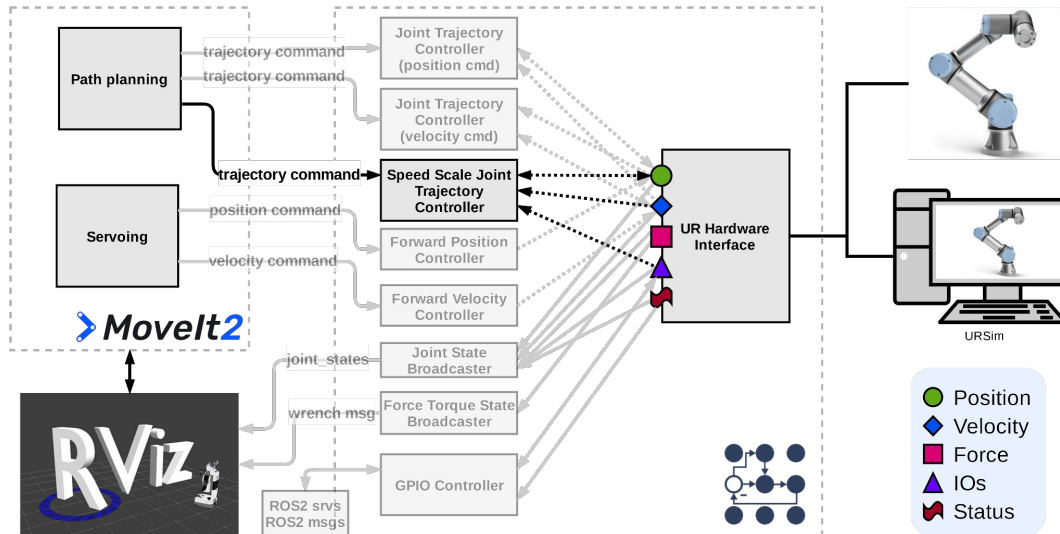 Path planning
Servoing
MoveIt2
RViz
trajectory command
trajectory command
trajectory command
position command
velocity command
joint_states
wrench msg
ROS2 srvs
ROS2 msgs
Joint Trajectory
Controller
(position cmd)
Joint Trajectory
Controller
(velocity cmd)
Speed Scale Joint
Trajectory
Controller
Forward Position
Controller
Forward Velocity
Controller
Joint State
Broadcaster
Force Torque State
Broadcaster
GPIO Controller
UR Hardware
Interface
URSim
Position
Velocity
Force
IOs
Status